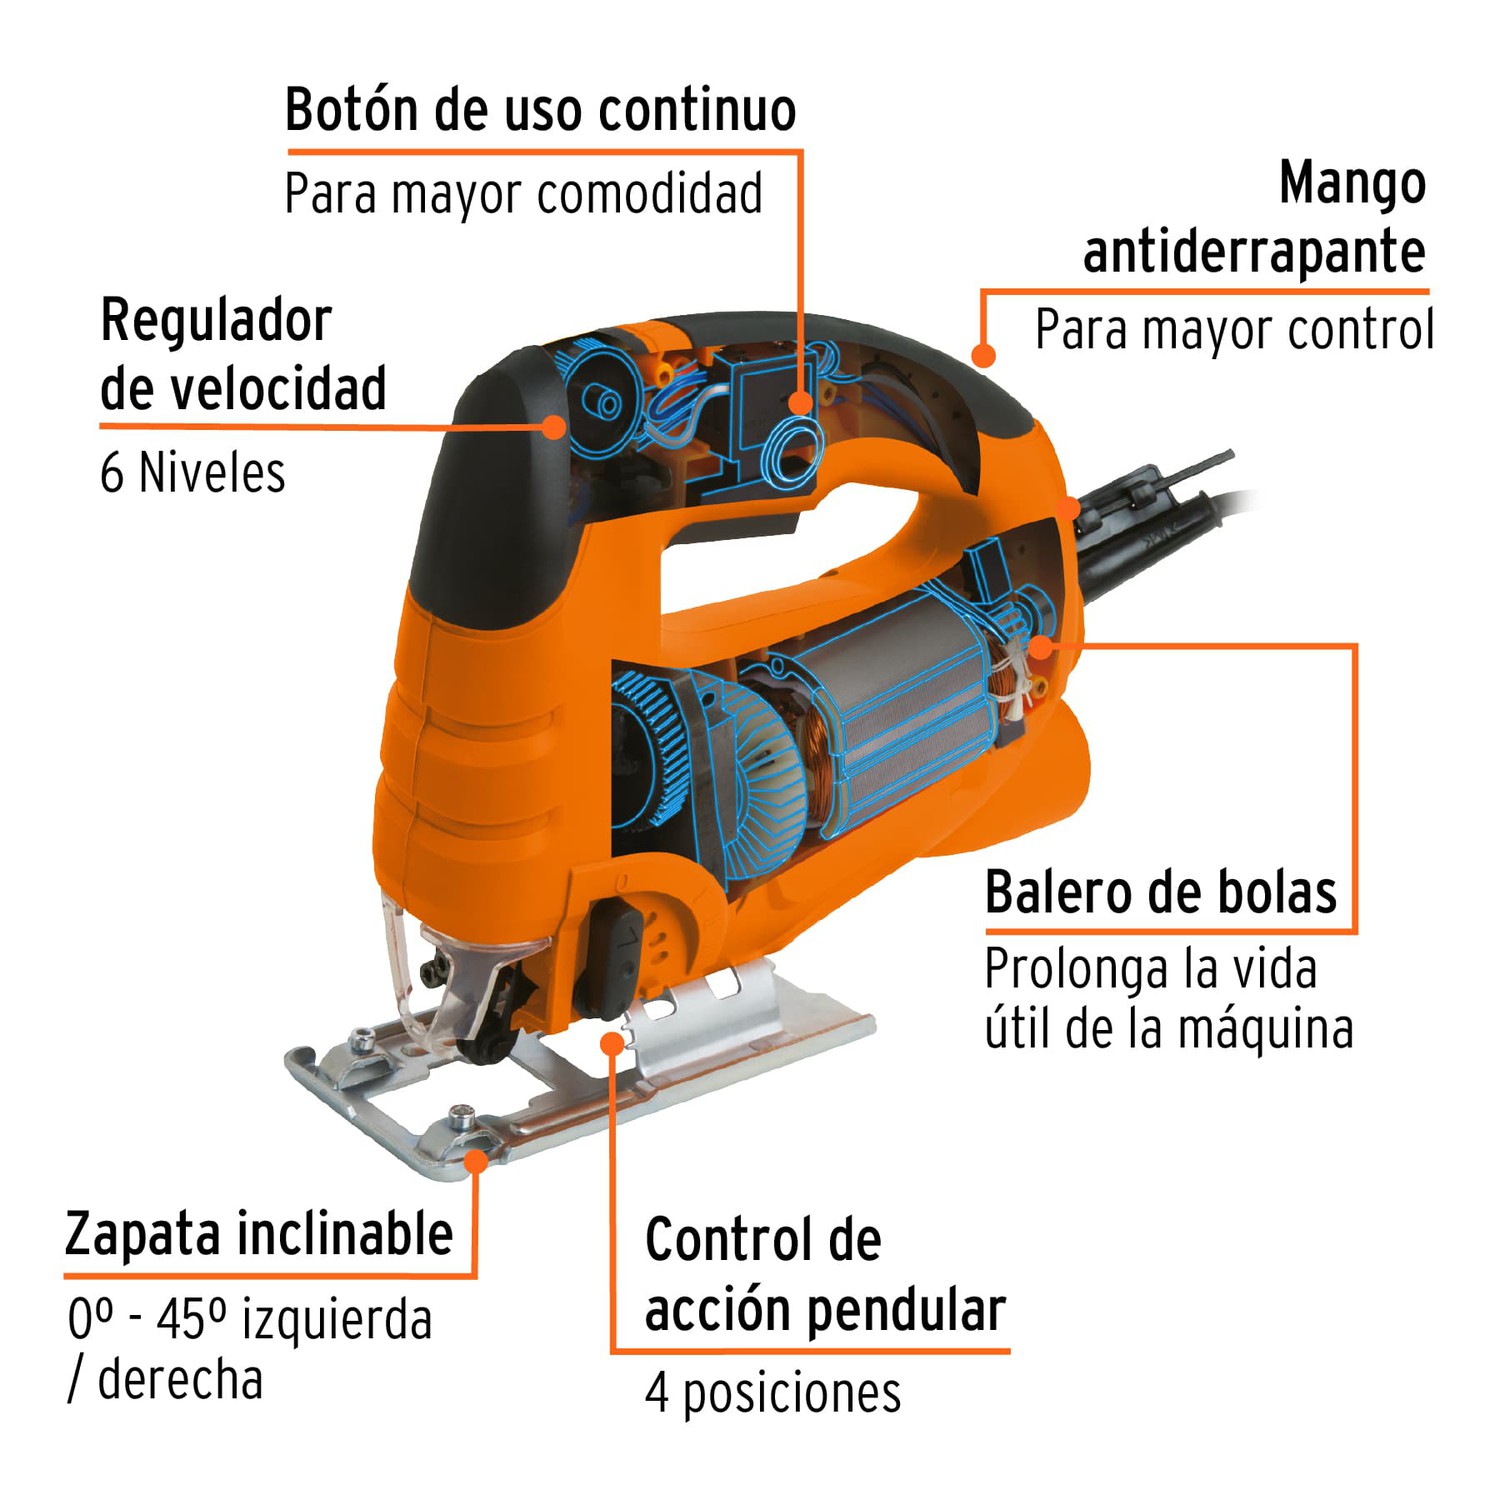 Botón de uso continuo
Para mayor comodidad
Mango
antiderrapante
Para mayor control
Regulador
de velocidad
6 Niveles
Balero de bolas
Prolonga la vida
útil de la máquina
Zapata inclinable
0º - 45º izquierda
/ derecha
Control de
acción pendular
4 posiciones